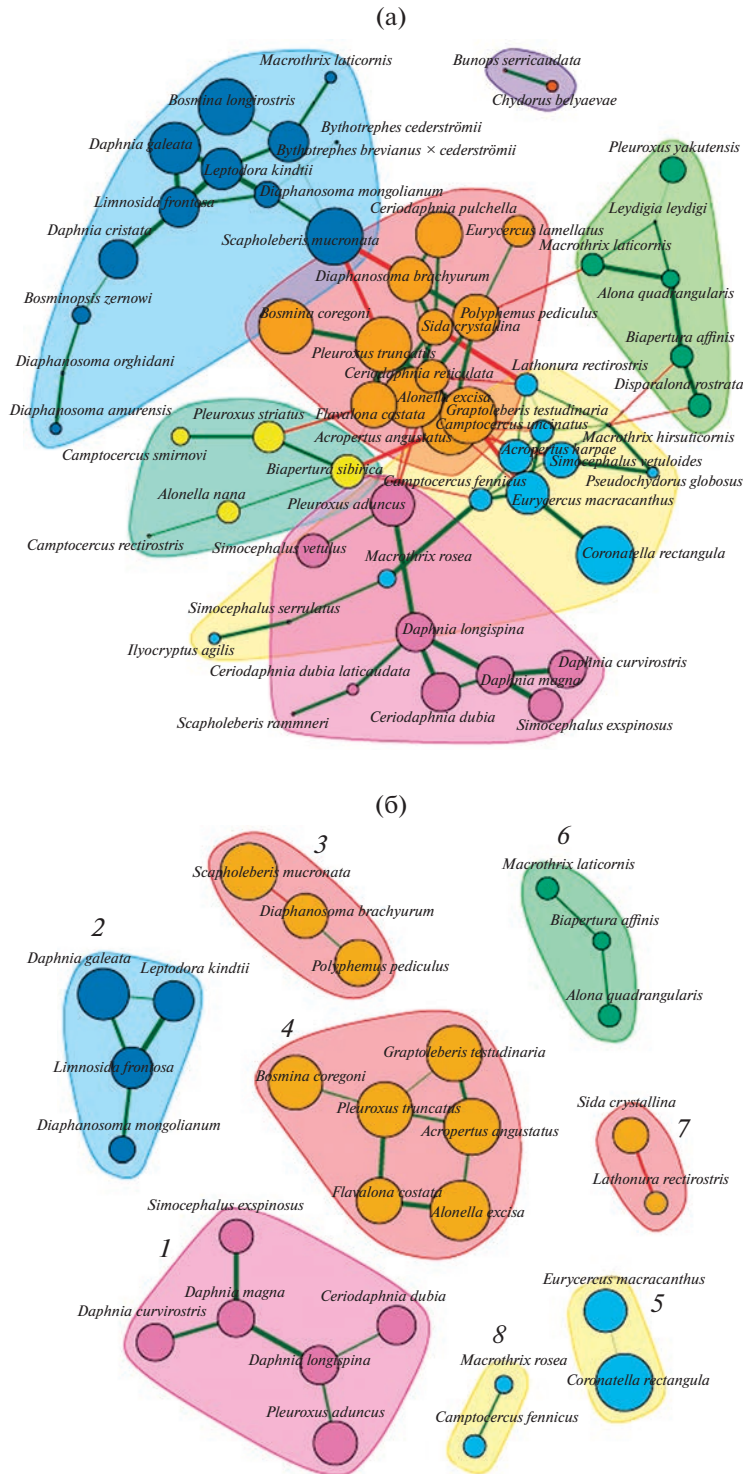 (а)
Macrothrix laticornis
Bunops serricaudata
Bosmina longirostris
Chydorus belyaevae
Bythotrephes cederströmii
Daphnia galeata
Bythotrephes brevianus × cederströmii
Pleuroxus yakutensis
Leptodora kindtii
Limnosida frontosa
Diaphanosoma mongolianum
Ceriodaphnia pulchella
Leydigia leydigi
Daphnia cristata
Scapholeberis mucronata
Eurycercus lamellatus
Macrothrix laticornis
Diaphanosoma brachyurum
Alona quadrangularis
Bosminopsis zernowi
Bosmina coregoni
Polyphemus pediculus
Sida crystallina
Biapertura affinis
Pleuroxus truncatus
Diaphanosoma orghidani
Ceriodaphnia reticulata
Lathonura rectirostris
Disparalona rostrata
Alonella excisa
Diaphanosoma amurensis
Pleuroxus striatus
Flavalona costata
Graptoleberis testudinaria
Camptocercus uncinatus
Macrothrix hirsuticornis
Acropertus angustatus
Acropertus harpae
Camptocercus smirnovi
Biapertura sibirica
Simocephalus vetuloides
Camptocercus fennicus
Pseudochydorus globosus
Alonella nana
Pleuroxus aduncus
Eurycercus macracanthus
Camptocercus rectirostris
Simocephalus vetulus
Macrothrix rosea
Coronatella rectangula
Simocephalus serrulatus
Ilyocryptus agilis
Daphnia longispina
Ceriodaphnia dubia laticaudata
Daphnia curvirostris
Daphnia magna
Scapholeberis rammneri
Ceriodaphnia dubia
Simocephalus exspinosus
(б)
3
6
Scapholeberis mucronata
Macrothrix laticornis
2
Diaphanosoma brachyurum
Biapertura affinis
Daphnia galeata
Leptodora kindtii
Polyphemus pediculus
Alona quadrangularis
4
Graptoleberis testudinaria
Limnosida frontosa
Bosmina coregoni
Pleuroxus truncatus
Sida crystallina
Diaphanosoma mongolianum
Acropertus angustatus
7
Flavalona costata
Alonella excisa
Lathonura rectirostris
Simocephalus exspinosus
1
Eurycercus macracanthus
5
Daphnia magna
Ceriodaphnia dubia
Daphnia curvirostris
8
Daphnia longispina
Macrothrix rosea
Coronatella rectangula
Pleuroxus aduncus
Camptocercus fennicus